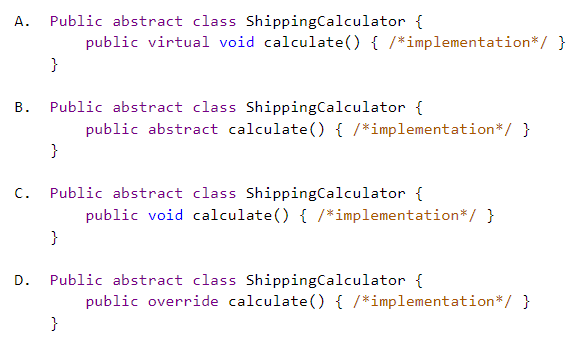 A. Public abstract class ShippingCalculator {
public virtual void calculate() { /*implementation*/ }
}
B. Public abstract class ShippingCalculator {
public abstract calculate() { /*implementation*/ }
}
C. Public abstract class ShippingCalculator {
public void calculate() { /*implementation*/ }
}
D. Public abstract class ShippingCalculator {
public override calculate() { /*implementation*/ }
}